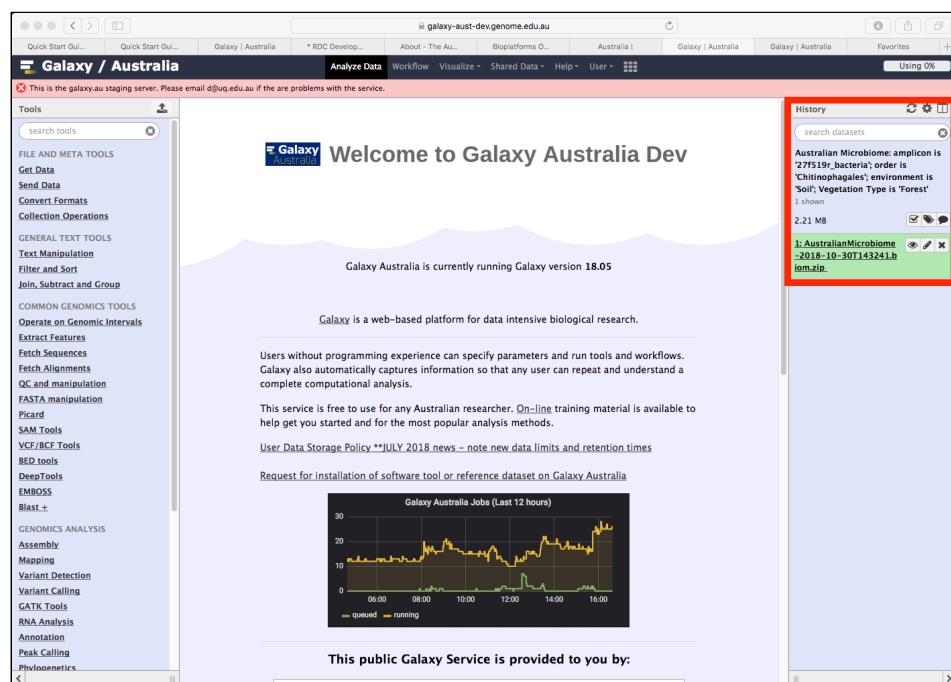 galaxy-aust-dev.genome.edu.au
Quick Start Gui... Quick Start Gui... Galaxy | Australia * RDC Develop... About - The Au... Bioplatforms O... Australia | Galaxy | Australia Galaxy | Australia Favorites
Galaxy / Australia
Analyze Data Workflow Visualize Shared Data Help User Using 0%
This is the galaxy.au staging server. Please email d@uq.edu.au if the are problems with the service.
Tools
search tools
FILE AND META TOOLS
Get Data
Send Data
Convert Formats
Collection Operations
GENERAL TEXT TOOLS
Text Manipulation
Filter and Sort
Join, Subtract and Group
COMMON GENOMICS TOOLS
Operate on Genomic Intervals
Extract Features
Fetch Sequences
Fetch Alignments
QC and manipulation
FASTA manipulation
Picard
SAM Tools
VCF/BCF Tools
BED tools
DeepTools
EMBOSS
Blast +
GENOMICS ANALYSIS
Assembly
Mapping
Variant Detection
Variant Calling
GATK Tools
RNA Analysis
Annotation
Peak Calling
Phylogenetics
Galaxy
Australia
Welcome to Galaxy Australia Dev
Galaxy Australia is currently running Galaxy version 18.05
Galaxy is a web-based platform for data intensive biological research.
Users without programming experience can specify parameters and run tools and workflows.
Galaxy also automatically captures information so that any user can repeat and understand a
complete computational analysis.
This service is free to use for any Australian researcher. On-line training material is available to
help get you started and for the most popular analysis methods.
User Data Storage Policy **JULY 2018 news - note new data limits and retention times
Request for installation of software tool or reference dataset on Galaxy Australia
Galaxy Australia Jobs (Last 12 hours)
30
20
10
0
06:00 08:00 10:00 12:00 14:00 16:00
queued running
This public Galaxy Service is provided to you by:
History
search datasets
Australian Microbiome: amplicon is
'27f519r_bacteria'; order is
'Chitinophagales'; environment is
'Soil'; Vegetation Type is 'Forest'
1 shown
2.21 MB
1: AustralianMicrobiome
-2018-10-30T143241.b
iom.zip